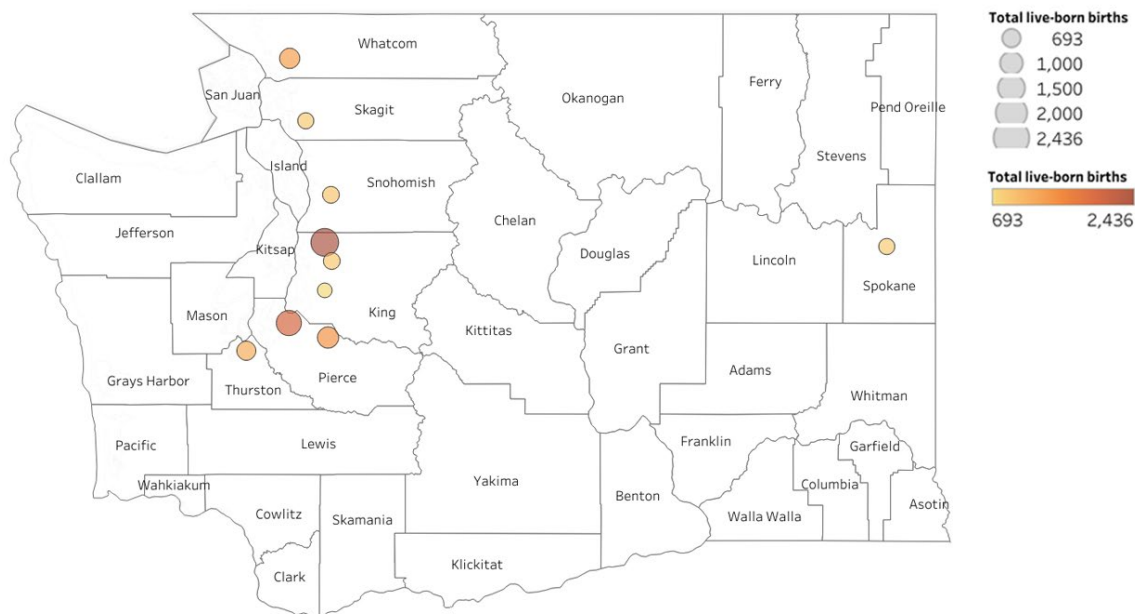 Whatcom
San Juan
Skagit
Okanogan
Ferry
Pend Oreille
Stevens
Island
Clallam
Snohomish
Chelan
Jefferson
Kitsap
Douglas
Lincoln
Spokane
Mason
King
Kittitas
Grant
Adams
Grays Harbor
Thurston
Pierce
Whitman
Pacific
Lewis
Franklin
Garfield
Wahkiakum
Yakima
Benton
Columbia
Asotin
Cowlitz
Skamania
Walla Walla
Klickitat
Clark
Total live-born births
693
1,000
1,500
2,000
2,436
Total live-born births
693 2,436